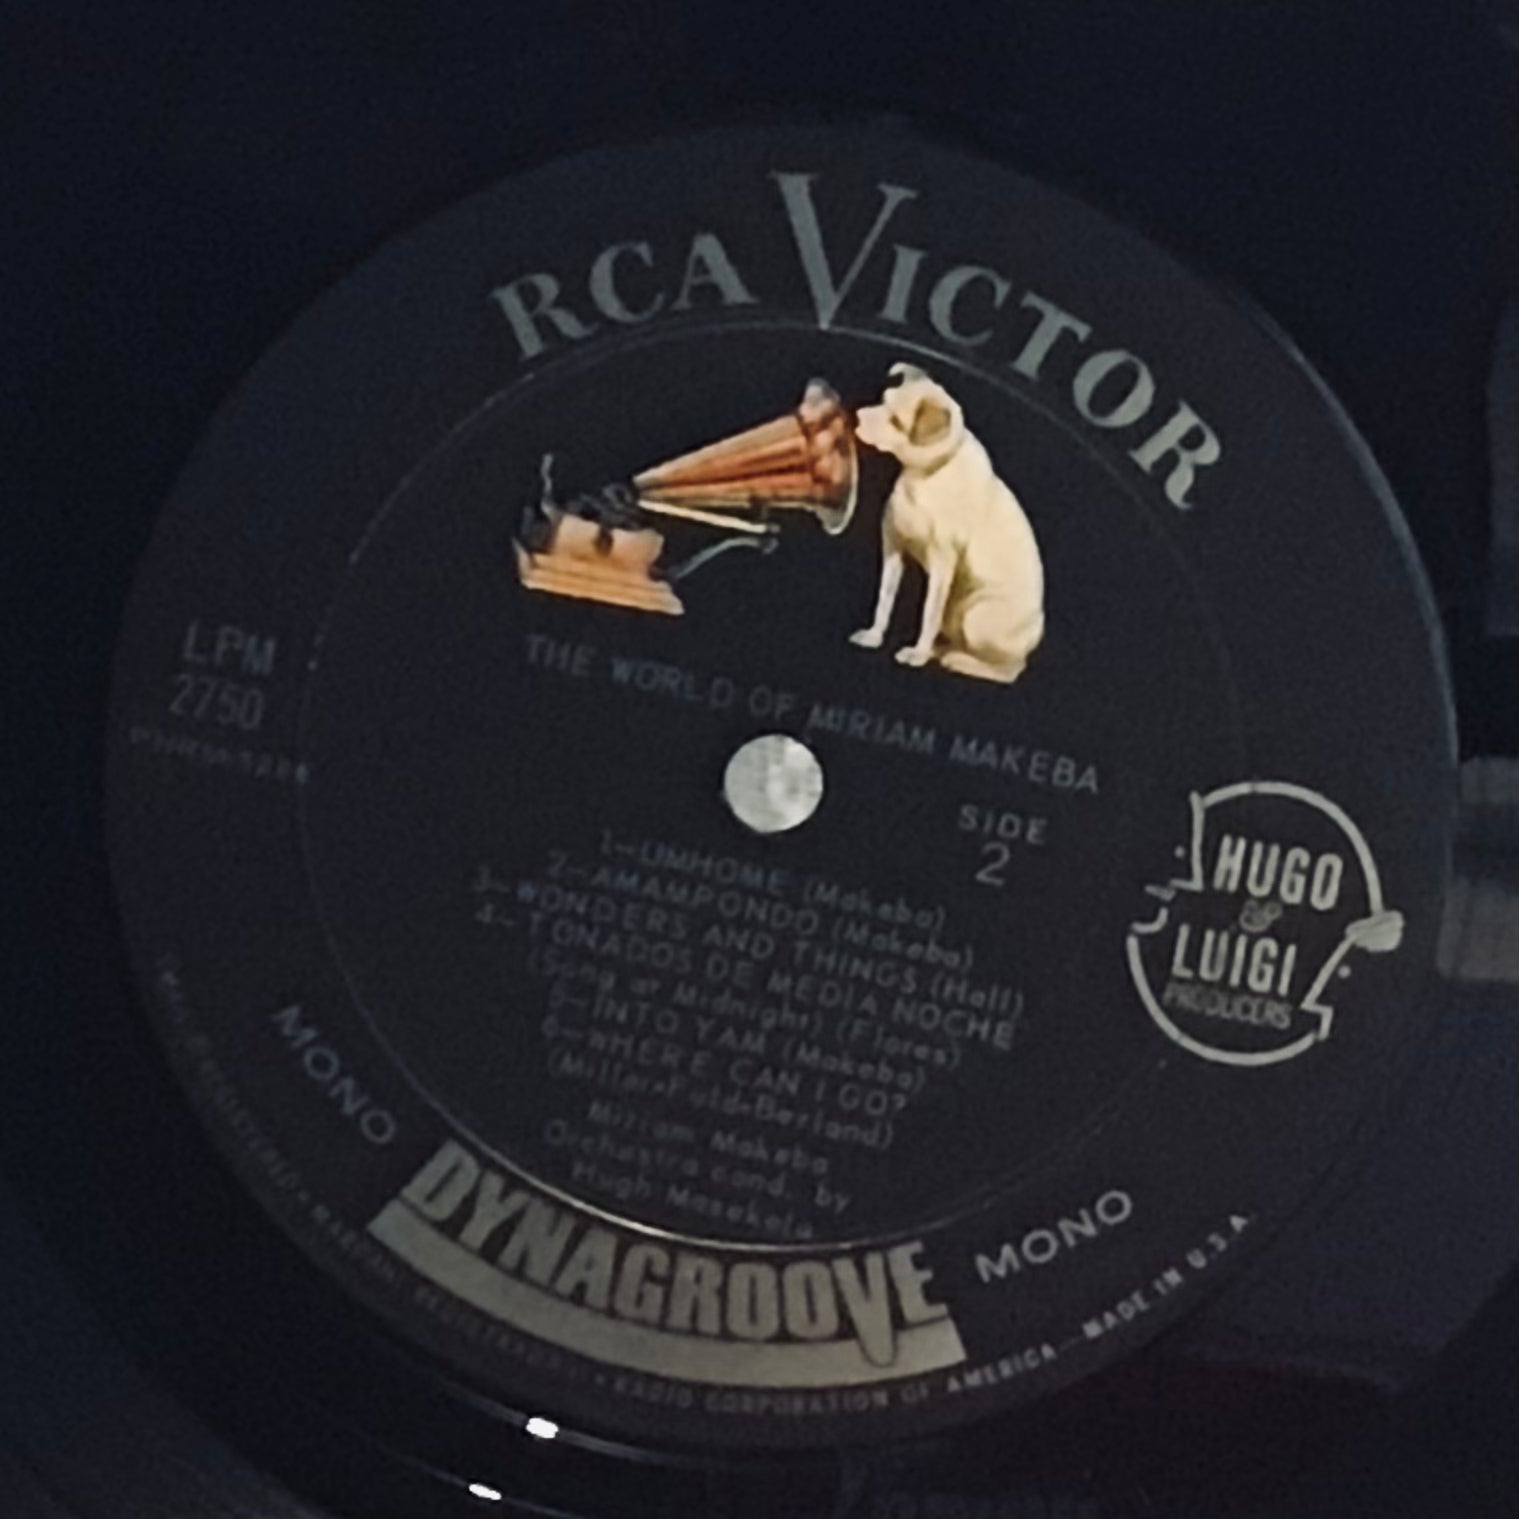 RCA VICTOR
LPM
2750
THE WORLD OF MIRIAM MAKEBA
SIDE
2
1—UMHOME (Makeba)
2—AMAMPONDO (Makeba)
3—WONDERS AND THINGS (Hall)
4—TONADOS DE MEDIA NOCHE
(Song at Midnight) (Flores)
5—INTO YAM (Makeba)
6—WHERE CAN I GO?
(Miller-Fuld-Berland)
Miriam Makeba
Orchestra cond. by
Hugh Masekela
HUGO
&
LUIGI
PRODUCERS
MONO
DYNAGROOVE
MONO
RADIO CORPORATION OF AMERICA—MADE IN U.S.A.